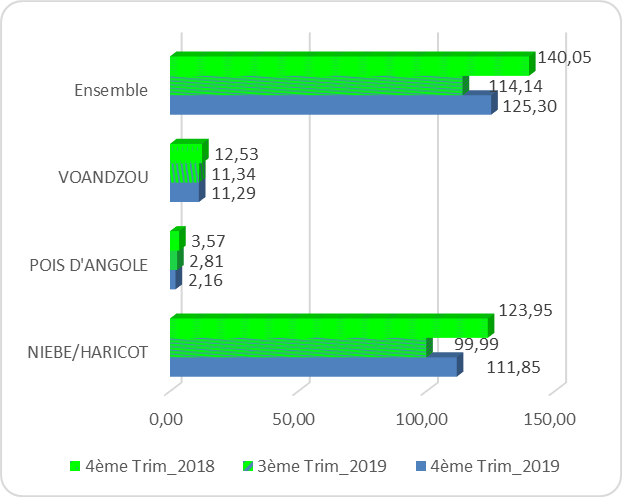 140,05
Ensemble
114,14
125,30
12,53
VOANDZOU
11,34
11,29
3,57
POIS D'ANGOLE
2,81
2,16
123,95
NIEBE/HARICOT
99,99
111,85
0,00 50,00 100,00 150,00
4ème Trim_2018 3ème Trim_2019 4ème Trim_2019